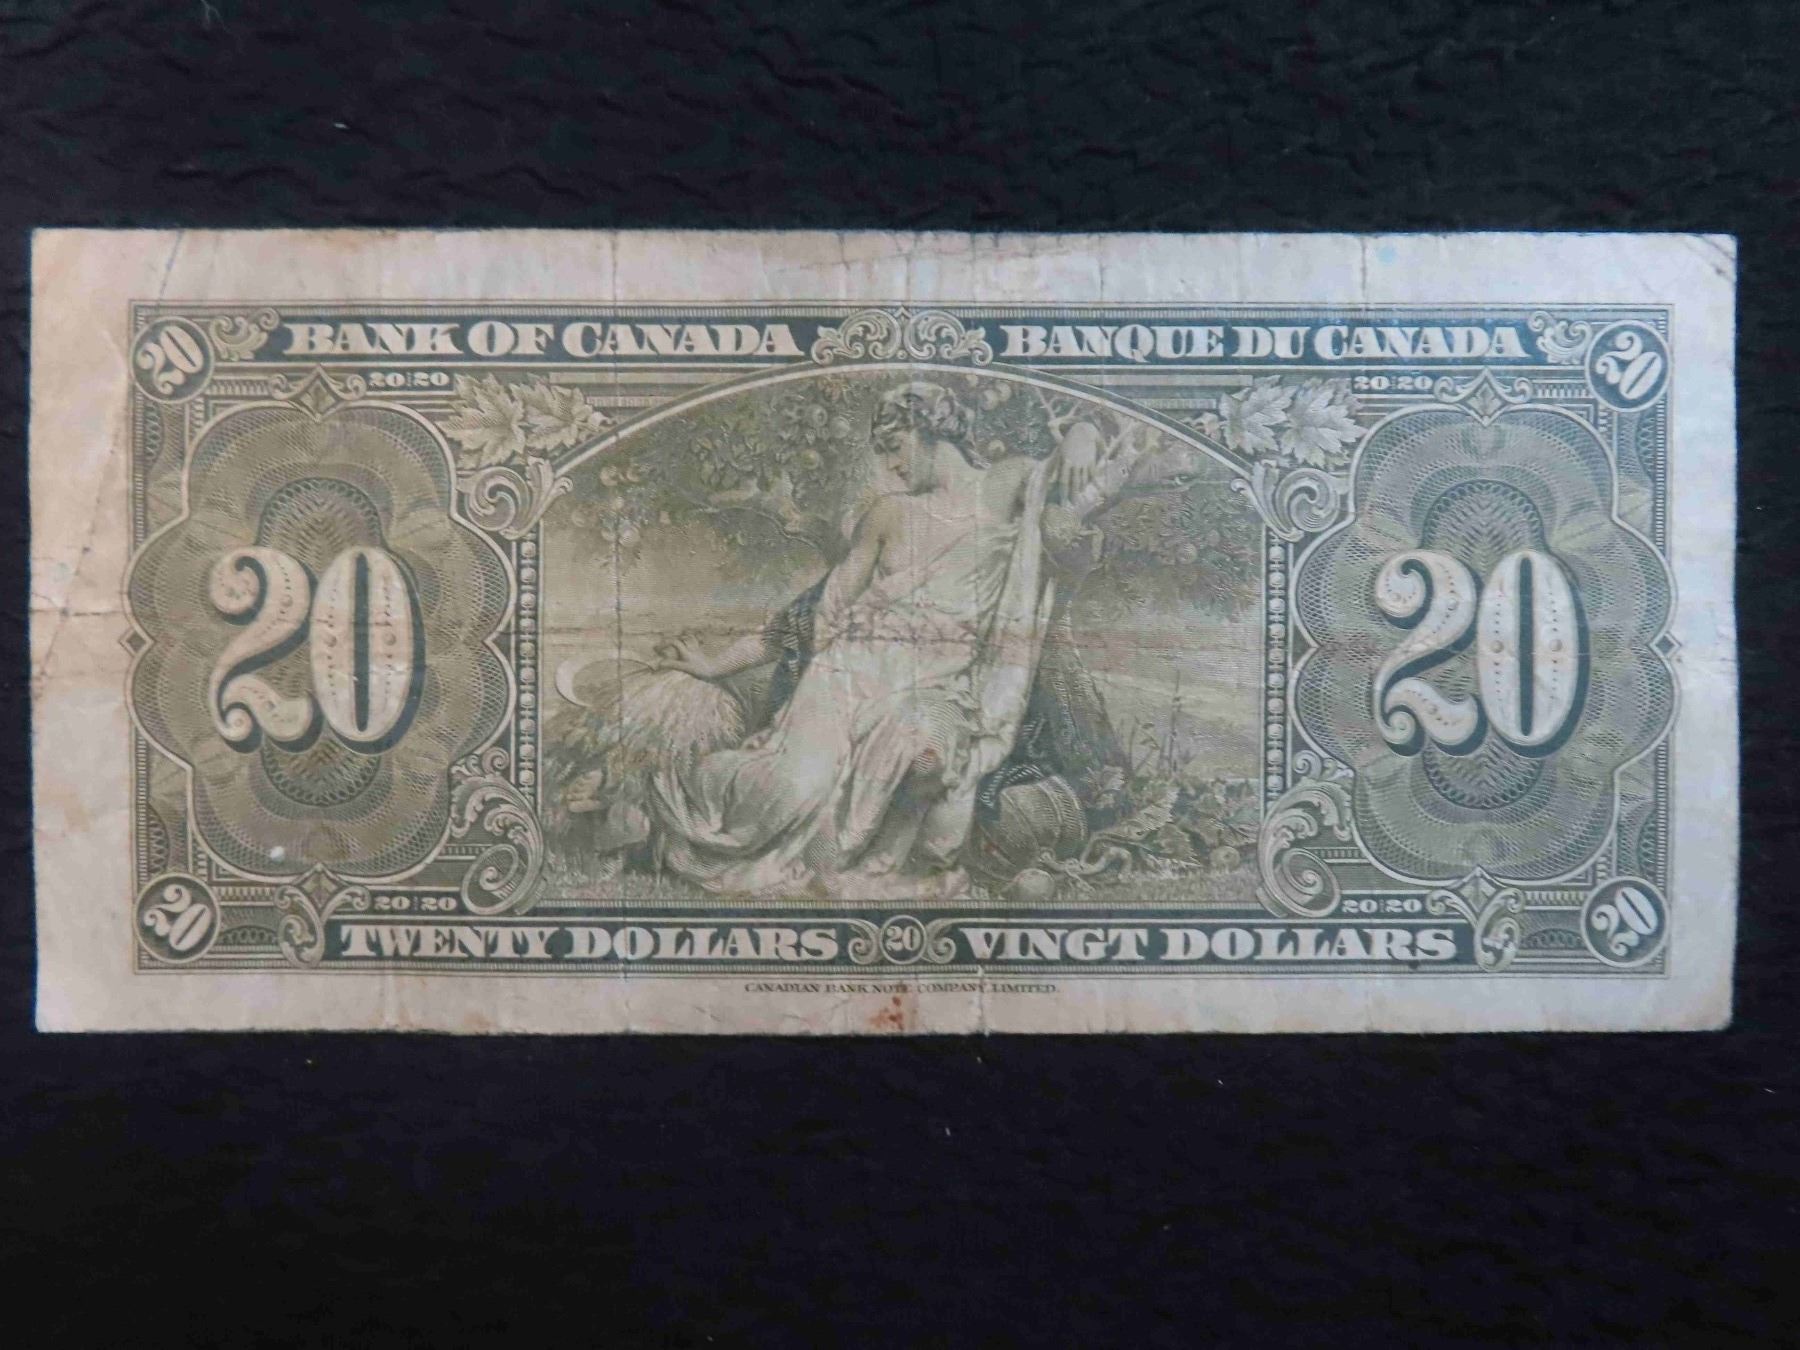 20 BANK OF CANADA BANQUE DU CANADA 20
20 20 20 20
20 20
20 20 20 20
20 TWENTY DOLLARS 20 VINGT DOLLARS 20
CANADIAN BANK NOTE COMPANY, LIMITED.